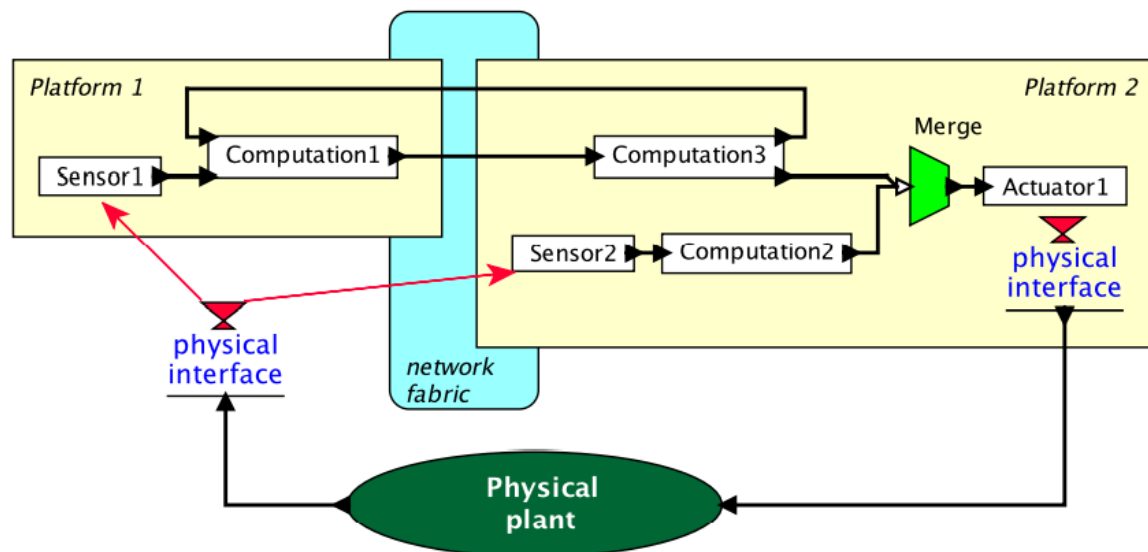 Platform 1
Platform 2
Merge
Computation1
Computation3
Sensor1
Actuator1
Sensor2
Computation2
physical
interface
physical
interface
network
fabric
Physical
plant